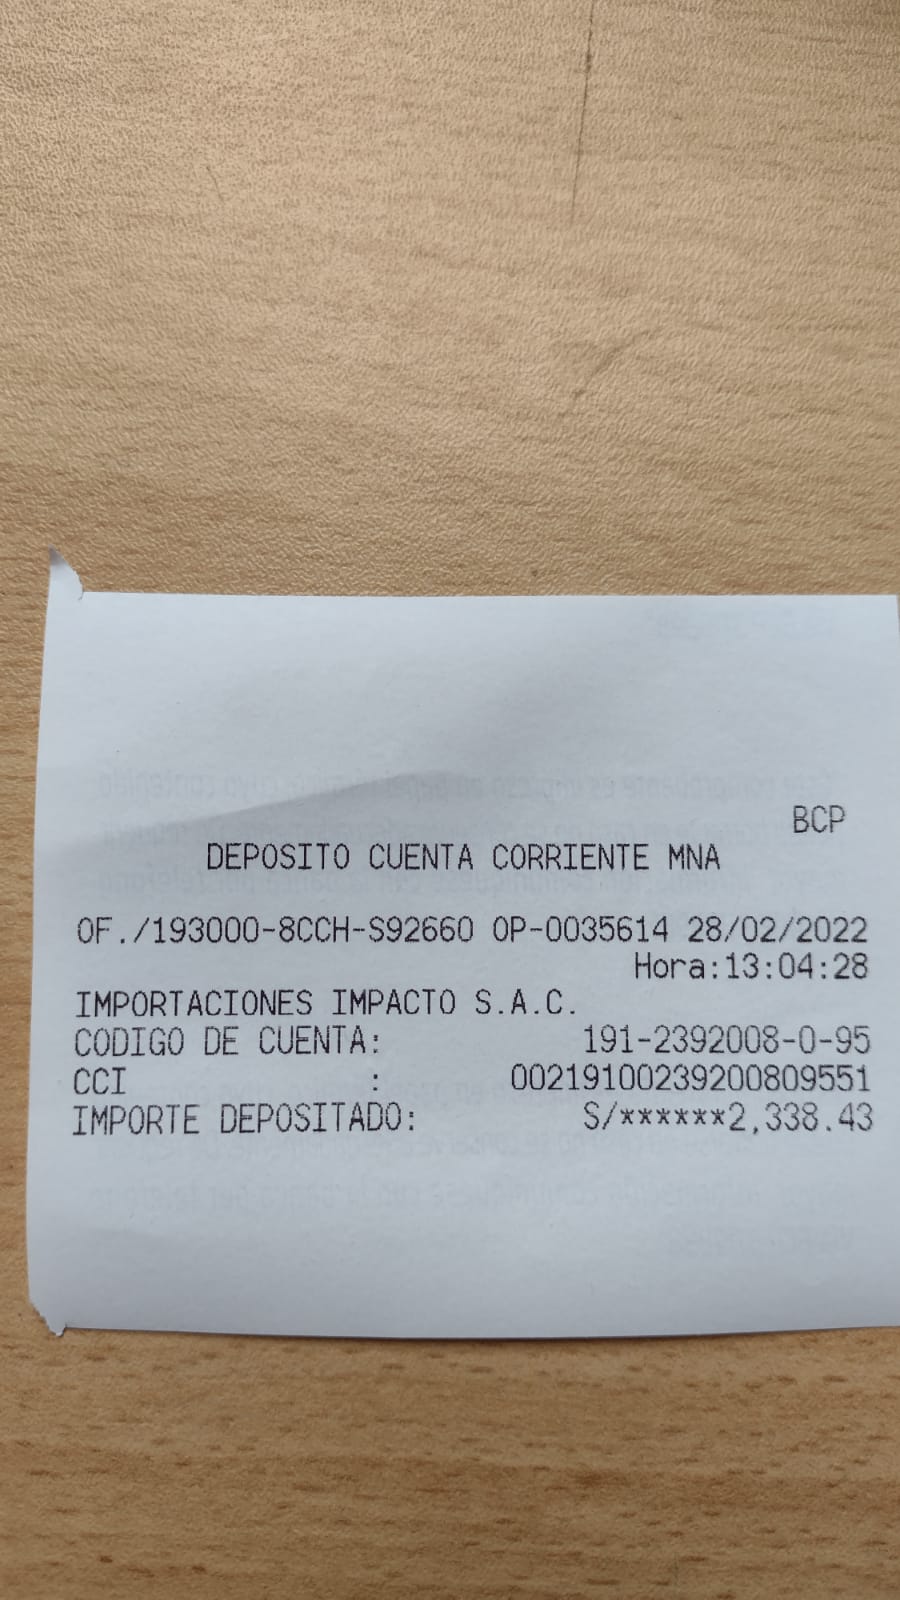 BCP
DEPOSITO CUENTA CORRIENTE MNA
OF./193000-8CCH-S92660 OP-0035614 28/02/2022
Hora:13:04:28
IMPORTACIONES IMPACTO S.A.C.
CODIGO DE CUENTA: 191-2392008-0-95
CCI : 00219100239200809551
IMPORTE DEPOSITADO: S/******2,338.43